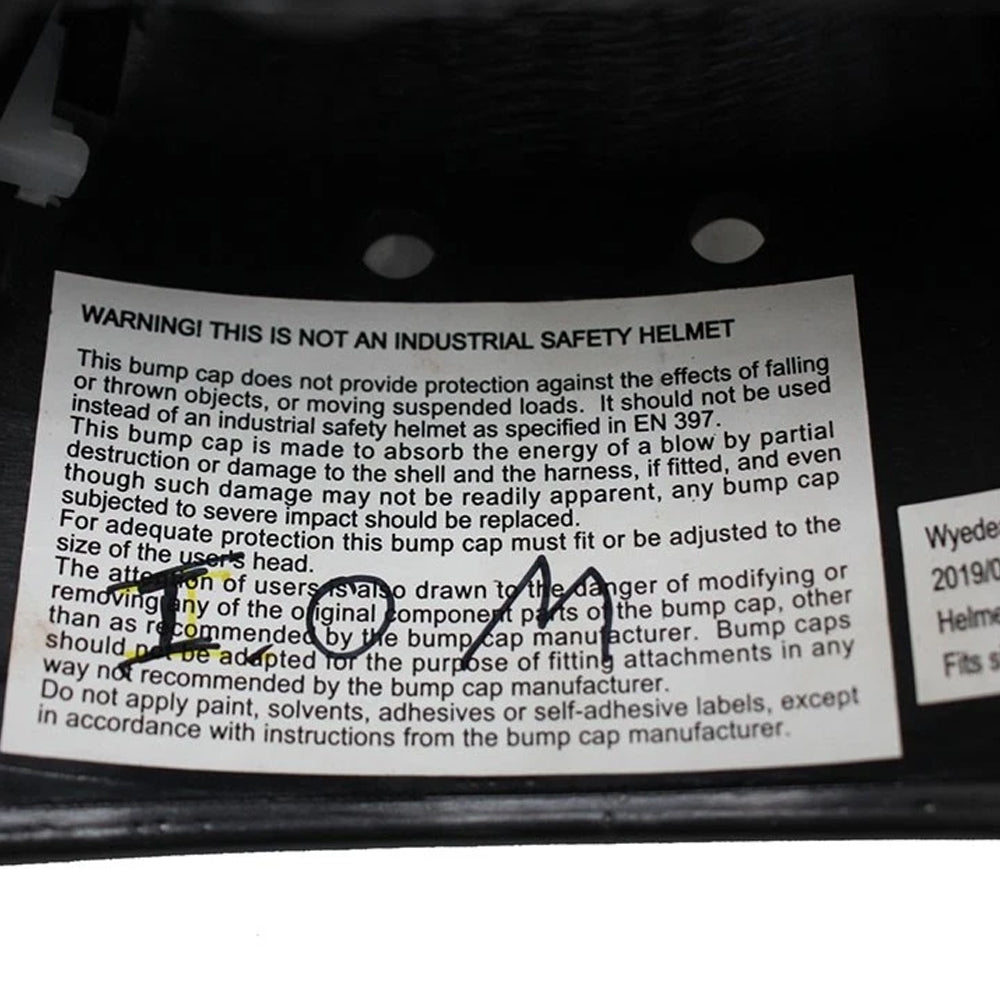 WARNING! THIS IS NOT AN INDUSTRIAL SAFETY HELMET
This bump cap does not provide protection against the effects of falling
or thrown objects, or moving suspended loads. It should not be used
instead of an industrial safety helmet as specified in EN 397.
This bump cap is made to absorb the energy of a blow by partial
destruction or damage to the shell and the harness, if fitted, and even
though such damage may not be readily apparent, any bump cap
subjected to severe impact should be replaced.
For adequate protection this bump cap must fit or be adjusted to the
size of the user's head.
The attention of users is also drawn to the danger of modifying or
removing any of the original component parts of the bump cap, other
than as recommended by the bump cap manufacturer. Bump caps
should not be adapted for the purpose of fitting attachments in any
way not recommended by the bump cap manufacturer.
Do not apply paint, solvents, adhesives or self-adhesive labels, except
in accordance with instructions from the bump cap manufacturer.
I.O M
Wyede
2019/0
Helme
Fits s